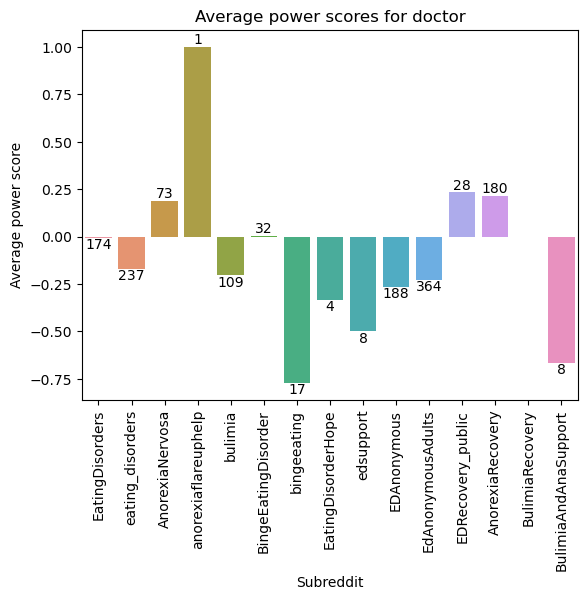 Average power scores for doctor
Average power score
1.00
0.75
0.50
0.25
0.00
−0.25
−0.50
−0.75
174
237
73
1
109
32
17
4
8
188
364
28
180
8
EatingDisorders
eating_disorders
AnorexiaNervosa
anorexiaflareuphelp
bulimia
BingeEatingDisorder
bingeeating
EatingDisorderHope
edsupport
EDAnonymous
EdAnonymousAdults
EDRecovery_public
AnorexiaRecovery
BulimiaRecovery
BulimiaAndAnaSupport
Subreddit